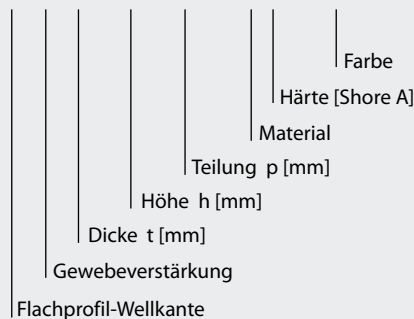 Farbe
Härte [Shore A]
Material
Teilung p [mm]
Höhe h [mm]
Dicke t [mm]
Gewebeverstärkung
Flachprofil-Wellkante